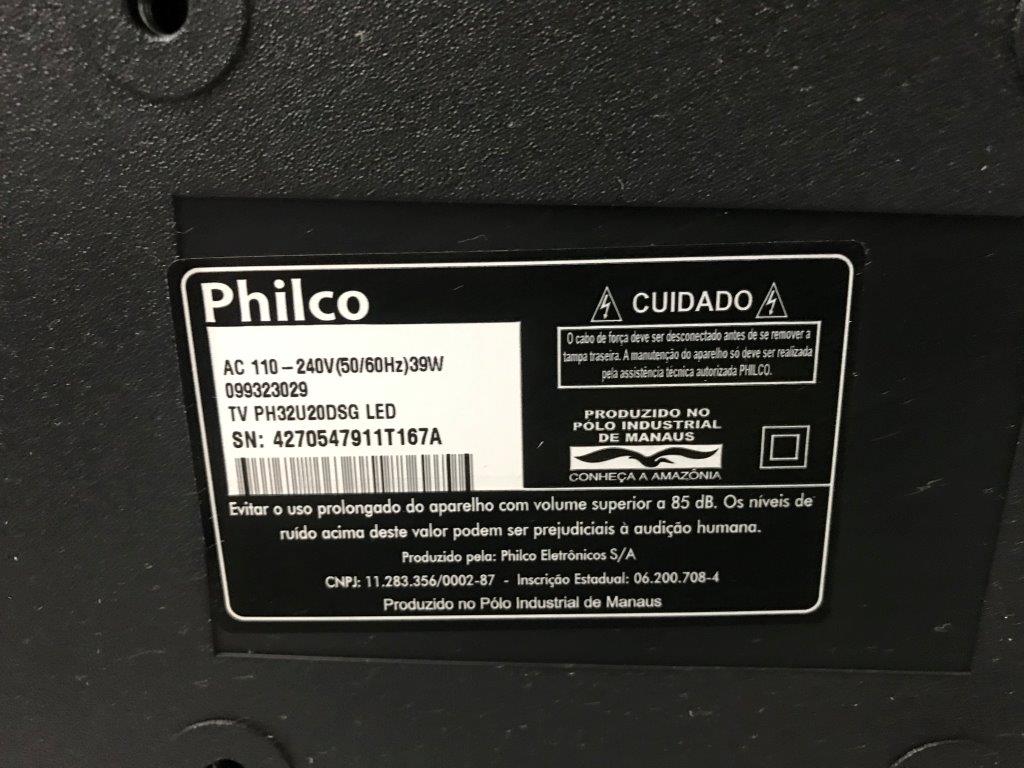 Philco
AC 110-240V(50/60Hz)39W
099323029
TV PH32U20DSG LED
SN: 4270547911T167A
CUIDADO
O cabo de força deve ser desconectado antes de se remover a
tampa traseira. A manutenção do aparelho só deve ser realizada
pela assistência técnica autorizada PHILCO.
PRODUZIDO NO
PÓLO INDUSTRIAL
DE MANAUS
CONHEÇA A AMAZÔNIA
Evitar o uso prolongado do aparelho com volume superior a 85 dB. Os níveis de
ruído acima deste valor podem ser prejudiciais à audição humana.
Produzido pela: Philco Eletrônicos S/A
CNPJ: 11.283.356/0002-87 - Inscrição Estadual: 06.200.708-4
Produzido no Pólo Industrial de Manaus